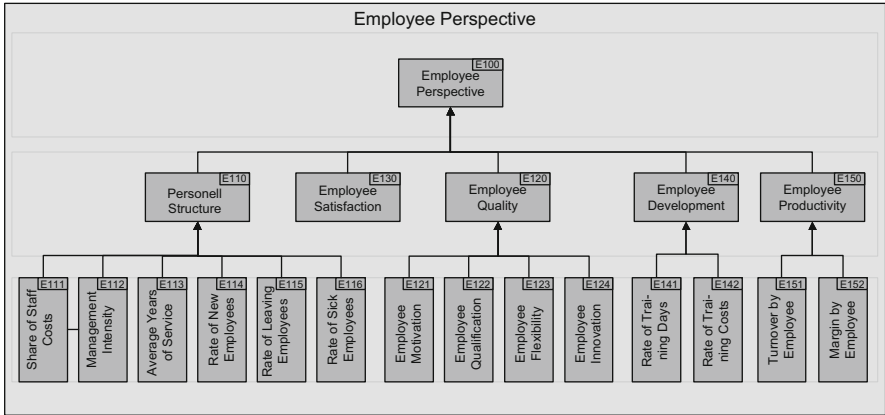 Employee Perspective
E100
Employee
Perspective
E110
Personell
Structure
E130
Employee
Satisfaction
E120
Employee
Quality
E140
Employee
Development
E150
Employee
Productivity
E111
Share of Staff
Costs
E112
Management
Intensity
E113
Average Years
of Service
E114
Rate of New
Employees
E115
Rate of Leaving
Employees
E116
Rate of Sick
Employees
E121
Employee
Motivation
E122
Employee
Qualification
E123
Employee
Flexibility
E124
Employee
Innovation
E141
Rate of Trai-
ning Days
E142
Rate of Trai-
ning Costs
E151
Turnover by
Employee
E152
Margin by
Employee